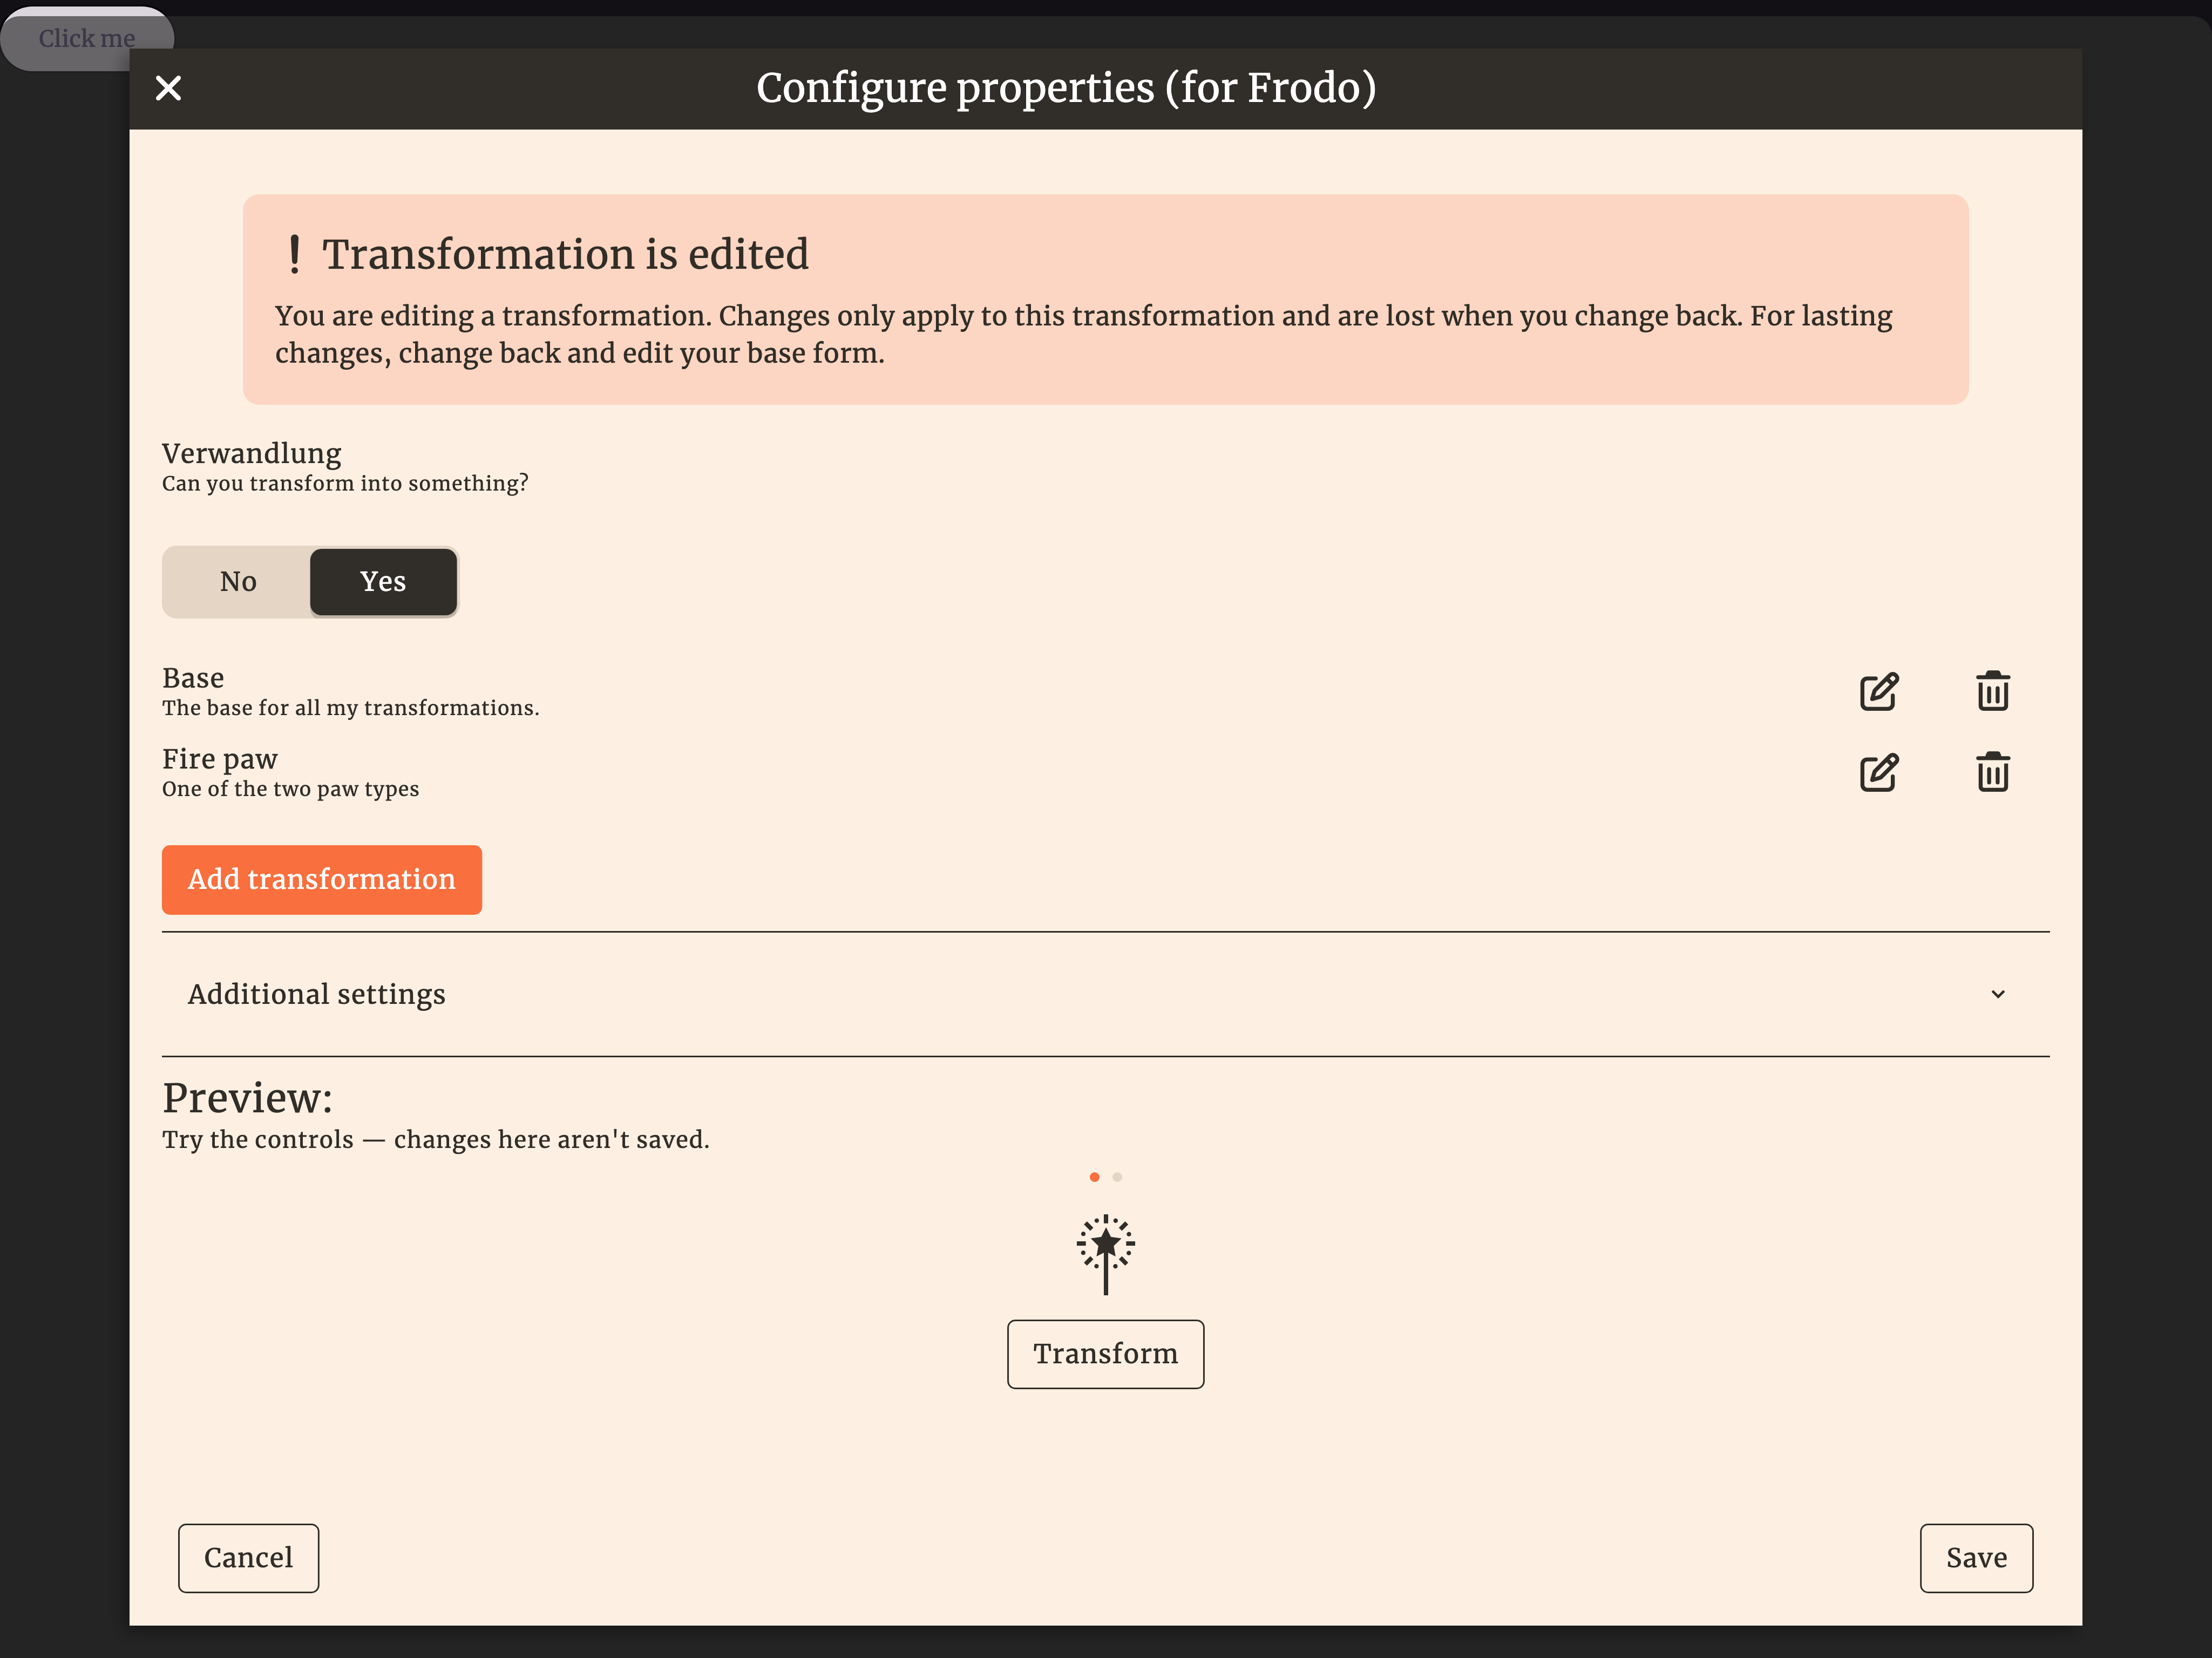 Click me
Configure properties (for Frodo)
! Transformation is edited
You are editing a transformation. Changes only apply to this transformation and are lost when you change back. For lasting
changes, change back and edit your base form.
Verwandlung
Can you transform into something?
No Yes
Base
The base for all my transformations.
Fire paw
One of the two paw types
Add transformation
Additional settings
Preview:
Try the controls — changes here aren't saved.
Transform
Cancel Save